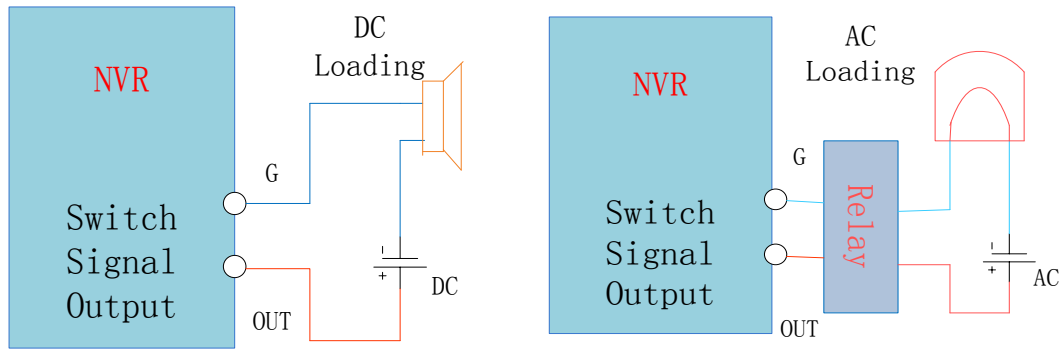 NVR
DC
Loading
G
Switch
Signal
Output
OUT
-
+
DC
NVR
AC
Loading
G
Relay
Switch
Signal
Output
OUT
-
+
AC